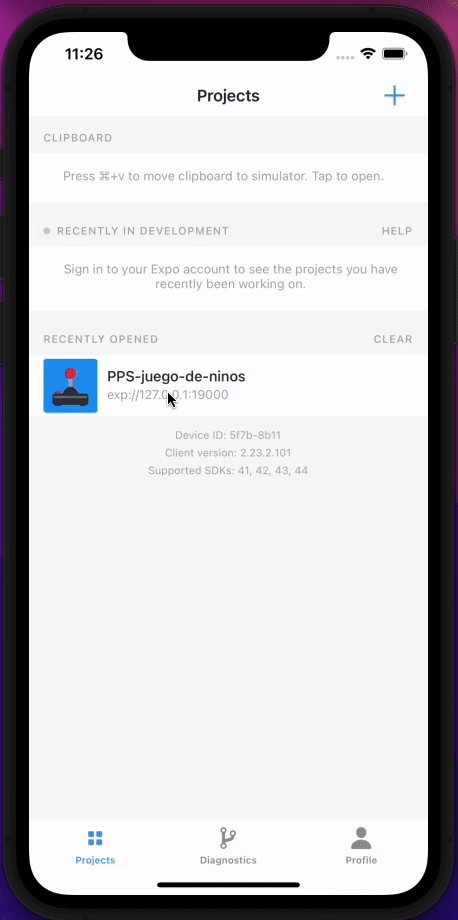 11:26
Projects
CLIPBOARD
Press ⌘+v to move clipboard to simulator. Tap to open.
RECENTLY IN DEVELOPMENT HELP
Sign in to your Expo account to see the projects you have
recently been working on.
RECENTLY OPENED CLEAR
PPS-juego-de-ninos
exp://127.0.0.1:19000
Device ID: 5f7b-8b11
Client version: 2.23.2.101
Supported SDKs: 41, 42, 43, 44
Projects Diagnostics Profile